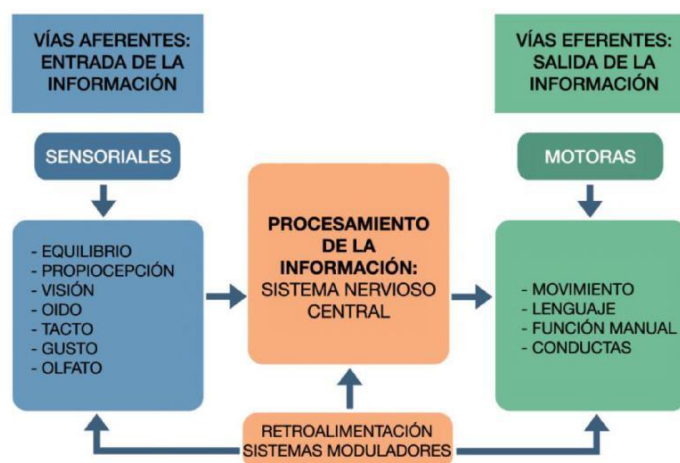 VÍAS AFERENTES:
ENTRADA DE LA
INFORMACIÓN
SENSORIALES
- EQUILIBRIO
- PROPIOCEPCIÓN
- VISIÓN
- OIDO
- TACTO
- GUSTO
- OLFATO
PROCESAMIENTO
DE LA
INFORMACIÓN:
SISTEMA NERVIOSO
CENTRAL
VÍAS EFERENTES:
SALIDA DE LA
INFORMACIÓN
MOTORAS
- MOVIMIENTO
- LENGUAJE
- FUNCIÓN MANUAL
- CONDUCTAS
RETROALIMENTACIÓN
SISTEMAS MODULADORES